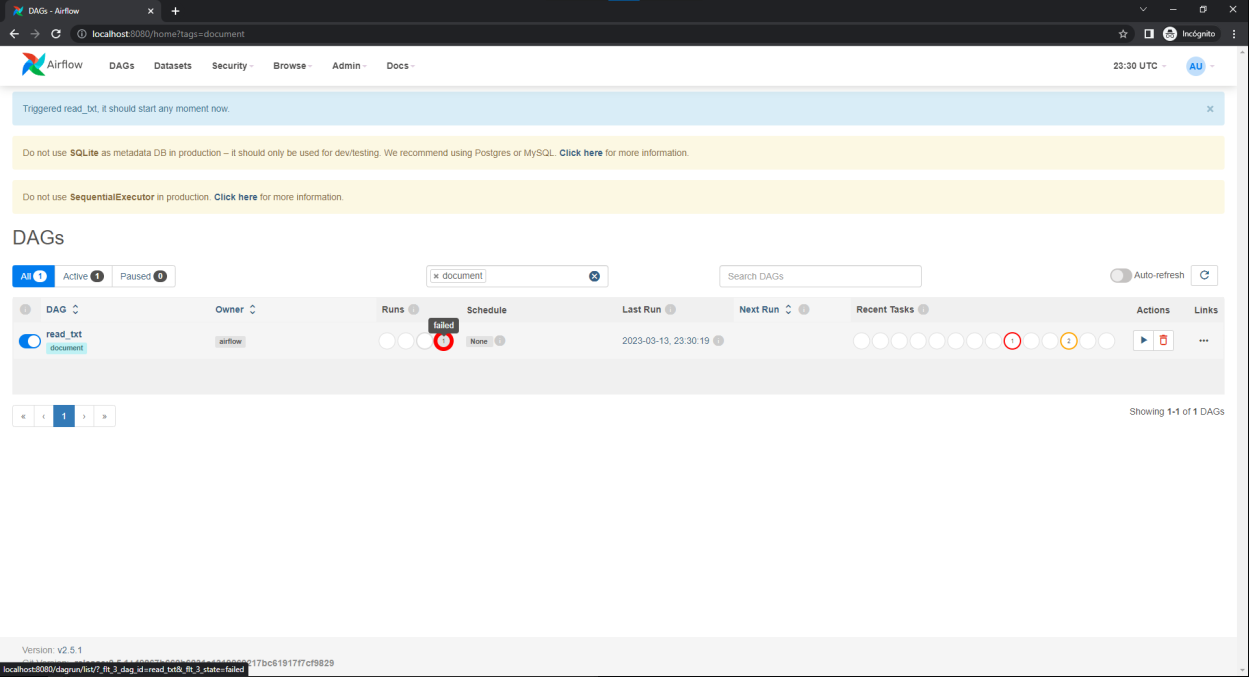 DAGs - Airflow
localhost:8080/home?tags=document
Incógnito
Airflow DAGs Datasets Security Browse Admin Docs 23:30 UTC AU
Triggered read_txt, it should start any moment now. ×
Do not use SQLite as metadata DB in production – it should only be used for dev/testing. We recommend using Postgres or MySQL. Click here for more information.
Do not use SequentialExecutor in production. Click here for more information.
DAGs
All 1 Active 1 Paused 0 × document Search DAGs Auto-refresh
DAG Owner Runs Schedule Last Run Next Run Recent Tasks Actions Links
failed
read_txt airflow 1 None 2023-03-13, 23:30:19 1 2
document
« ‹ 1 › » Showing 1-1 of 1 DAGs
Version: v2.5.1
17bc61917f7cf9829
localhost:8080/dagrun/list/?_flt_3_dag_id=read_txt&_flt_3_state=failed